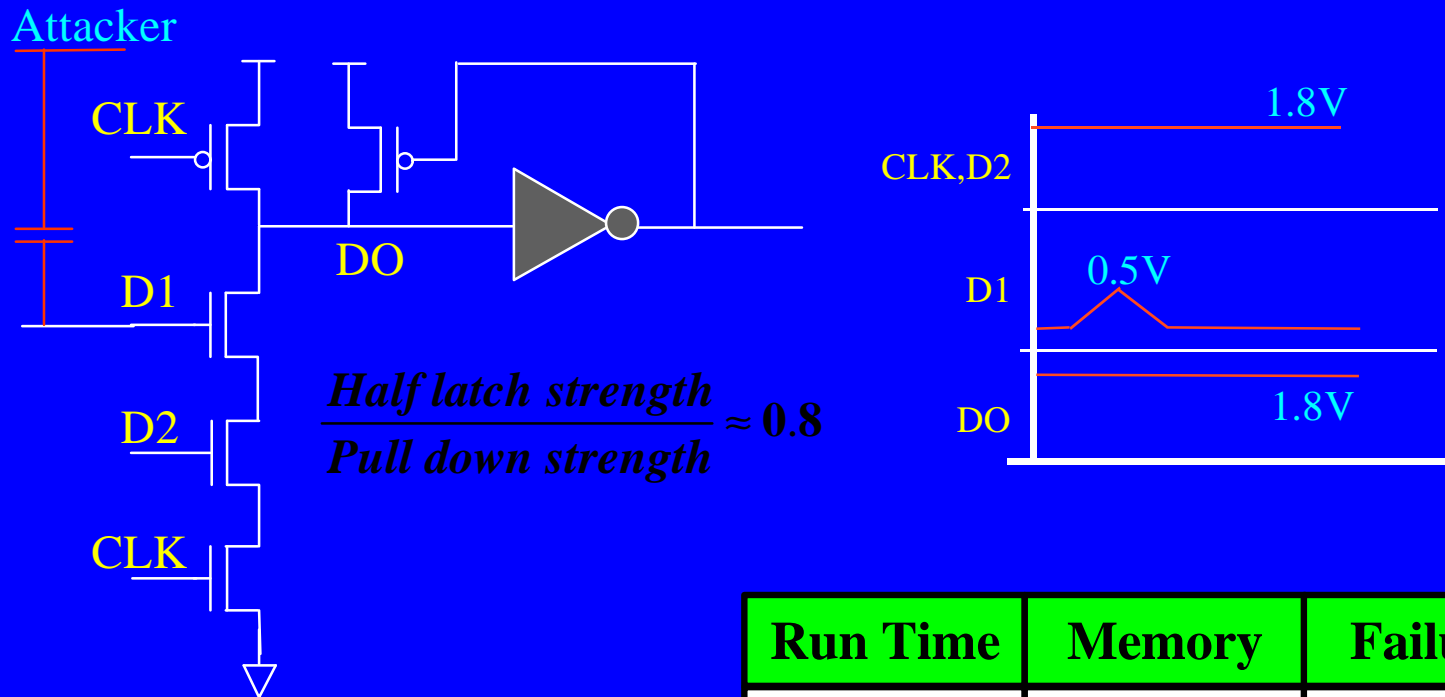 Attacker
CLK
DO
D1
D2
CLK
Half latch strength
Pull down strength
≈ 0.8
1.8V
CLK,D2
0.5V
D1
1.8V
DO
Run Time
Memory